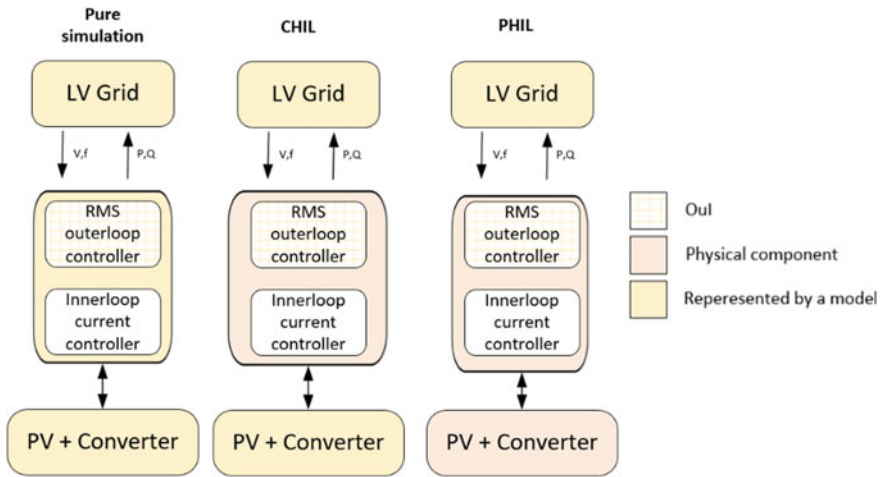 Pure
simulation
LV Grid
V,f
P,Q
RMS
outerloop
controller
Innerloop
current
controller
PV + Converter
CHIL
LV Grid
V,f
P,Q
RMS
outerloop
controller
Innerloop
current
controller
PV + Converter
PHIL
LV Grid
V,f
P,Q
RMS
outerloop
controller
Innerloop
current
controller
PV + Converter
OuI
Physical component
Reperesented by a model